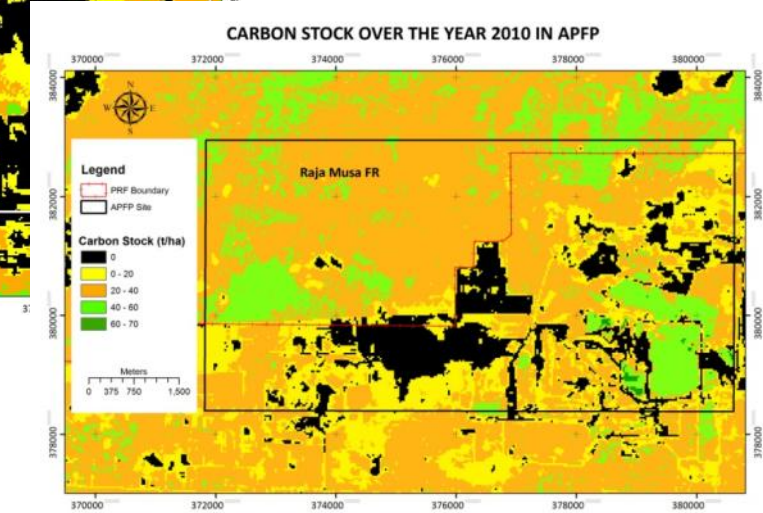 CARBON STOCK OVER THE YEAR 2010 IN APFP
370000 372000 374000 376000 378000 380000
384000 384000
N
W E
S
Legend
PRF Boundary
APFP Site
Raja Musa FR
382000 382000
Carbon Stock (t/ha)
0
0 - 20
20 - 40
40 - 60
60 - 70
380000 380000
Meters
0 375 750 1,500
378000 378000
370000 372000 374000 376000 378000 380000